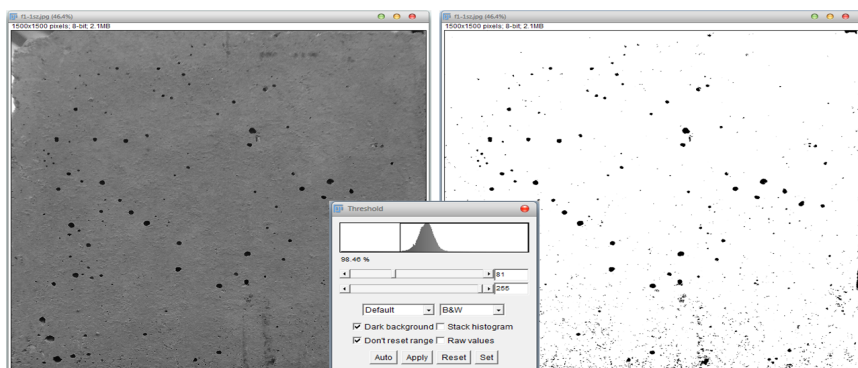 f1-1sz.jpg (46.4%)
1500x1500 pixels; 8-bit; 2.1MB
f1-1sz.jpg (46.4%)
1500x1500 pixels; 8-bit; 2.1MB
Threshold
98.46 %
81
255
Default B&W
Dark background Stack histogram
Don't reset range Raw values
Auto Apply Reset Set